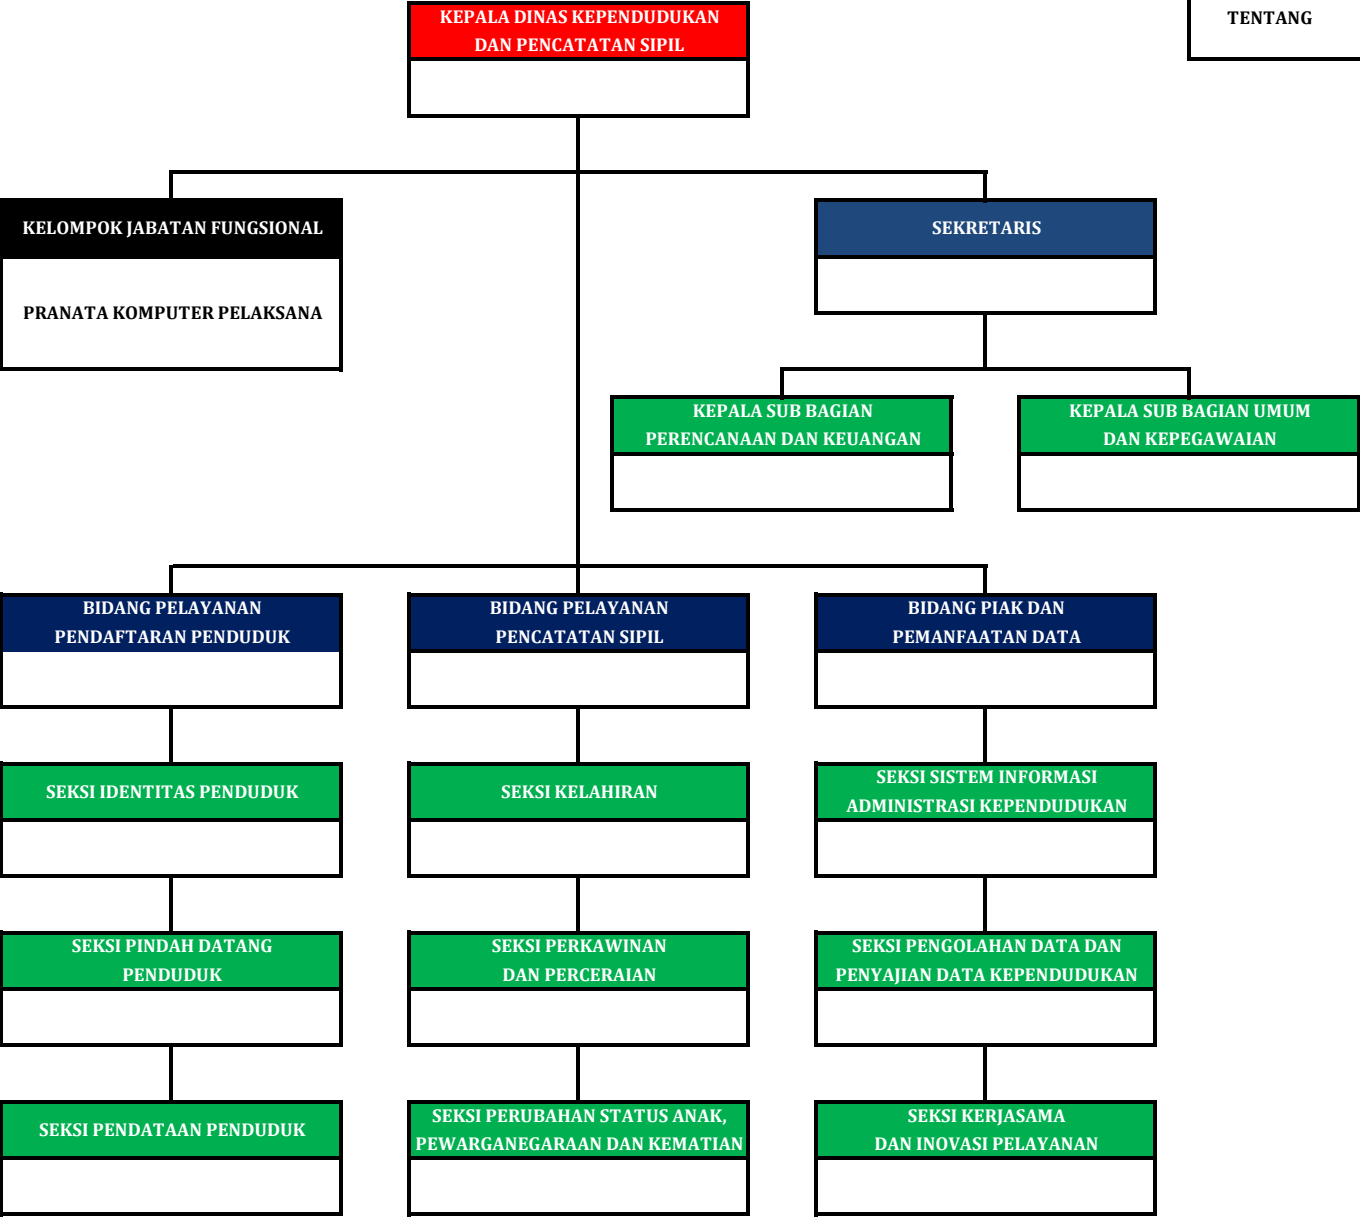 KEPALA DINAS KEPENDUDUKAN
DAN PENCATATAN SIPIL
TENTANG
KELOMPOK JABATAN FUNGSIONAL
PRANATA KOMPUTER PELAKSANA
SEKRETARIS
KEPALA SUB BAGIAN
PERENCANAAN DAN KEUANGAN
KEPALA SUB BAGIAN UMUM
DAN KEPEGAWAIAN
BIDANG PELAYANAN
PENDAFTARAN PENDUDUK
BIDANG PELAYANAN
PENCATATAN SIPIL
BIDANG PIAK DAN
PEMANFAATAN DATA
SEKSI IDENTITAS PENDUDUK
SEKSI KELAHIRAN
SEKSI SISTEM INFORMASI
ADMINISTRASI KEPENDUDUKAN
SEKSI PINDAH DATANG
PENDUDUK
SEKSI PERKAWINAN
DAN PERCERAIAN
SEKSI PENGOLAHAN DATA DAN
PENYAJIAN DATA KEPENDUDUKAN
SEKSI PENDATAAN PENDUDUK
SEKSI PERUBAHAN STATUS ANAK,
PEWARGANEGARAAN DAN KEMATIAN
SEKSI KERJASAMA
DAN INOVASI PELAYANAN